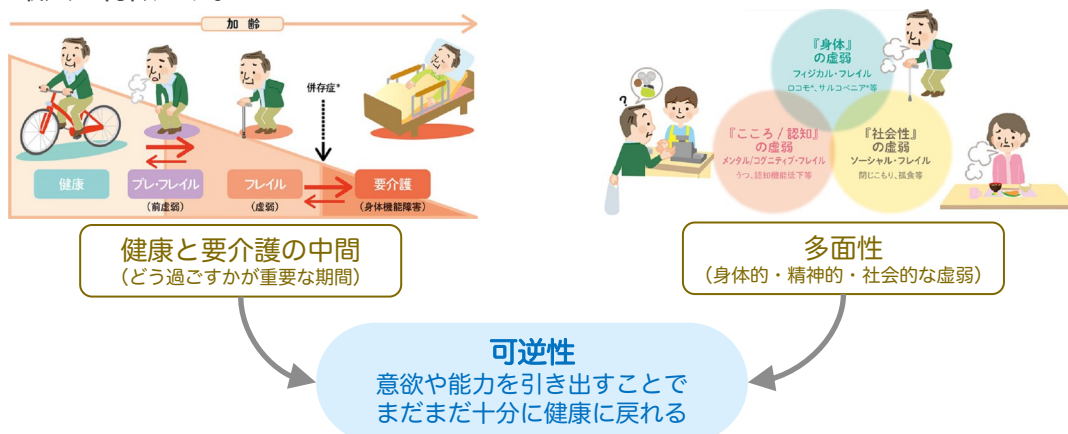 加 齢
併存症*
健康
プレ・フレイル
(前虚弱)
フレイル
(虚弱)
要介護
(身体機能障害)
健康と要介護の中間
(どう過ごすかが重要な期間)
『身体』
の虚弱
フィジカル・フレイル
ロコモ*、サルコペニア*等
?
『こころ / 認知』
の虚弱
メンタル/コグニティブ・フレイル
うつ、認知機能低下等
『社会性』
の虚弱
ソーシャル・フレイル
閉じこもり、孤食等
多面性
(身体的・精神的・社会的な虚弱)
可逆性
意欲や能力を引き出すことで
まだまだ十分に健康に戻れる